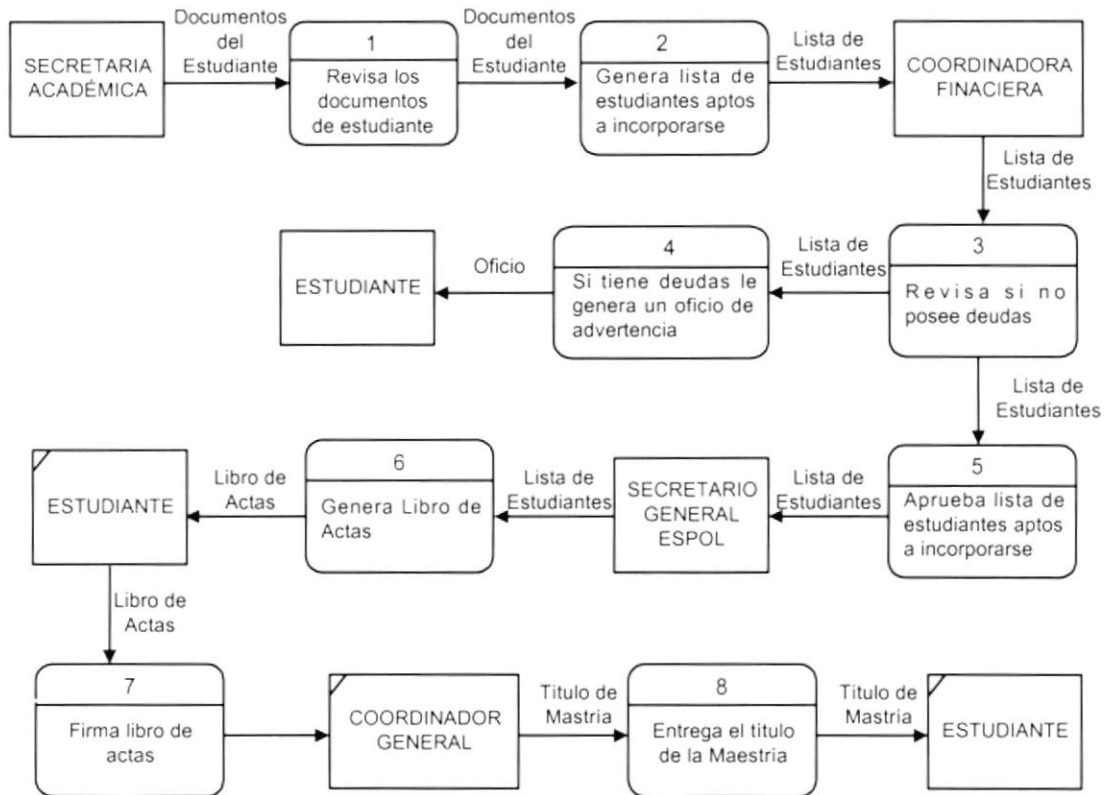 SECRETARIA
ACADÉMICA
Documentos
del
Estudiante
1
Revisa los
documentos
de estudiante
Documentos
del
Estudiante
2
Genera lista de
estudiantes aptos
a incorporarse
Lista de
Estudiantes
COORDINADORA
FINACIERA
Lista de
Estudiantes
3
Revisa si no
posee deudas
Lista de
Estudiantes
4
Si tiene deudas le
genera un oficio de
advertencia
Oficio
ESTUDIANTE
Lista de
Estudiantes
5
Aprueba lista de
estudiantes aptos
a incorporarse
Lista de
Estudiantes
SECRETARIO
GENERAL
ESPOL
Lista de
Estudiantes
6
Genera Libro de
Actas
Libro de
Actas
ESTUDIANTE
Libro de
Actas
7
Firma libro de
actas
COORDINADOR
GENERAL
Titulo de
Mastria
8
Entrega el titulo
de la Maestria
Titulo de
Mastria
ESTUDIANTE